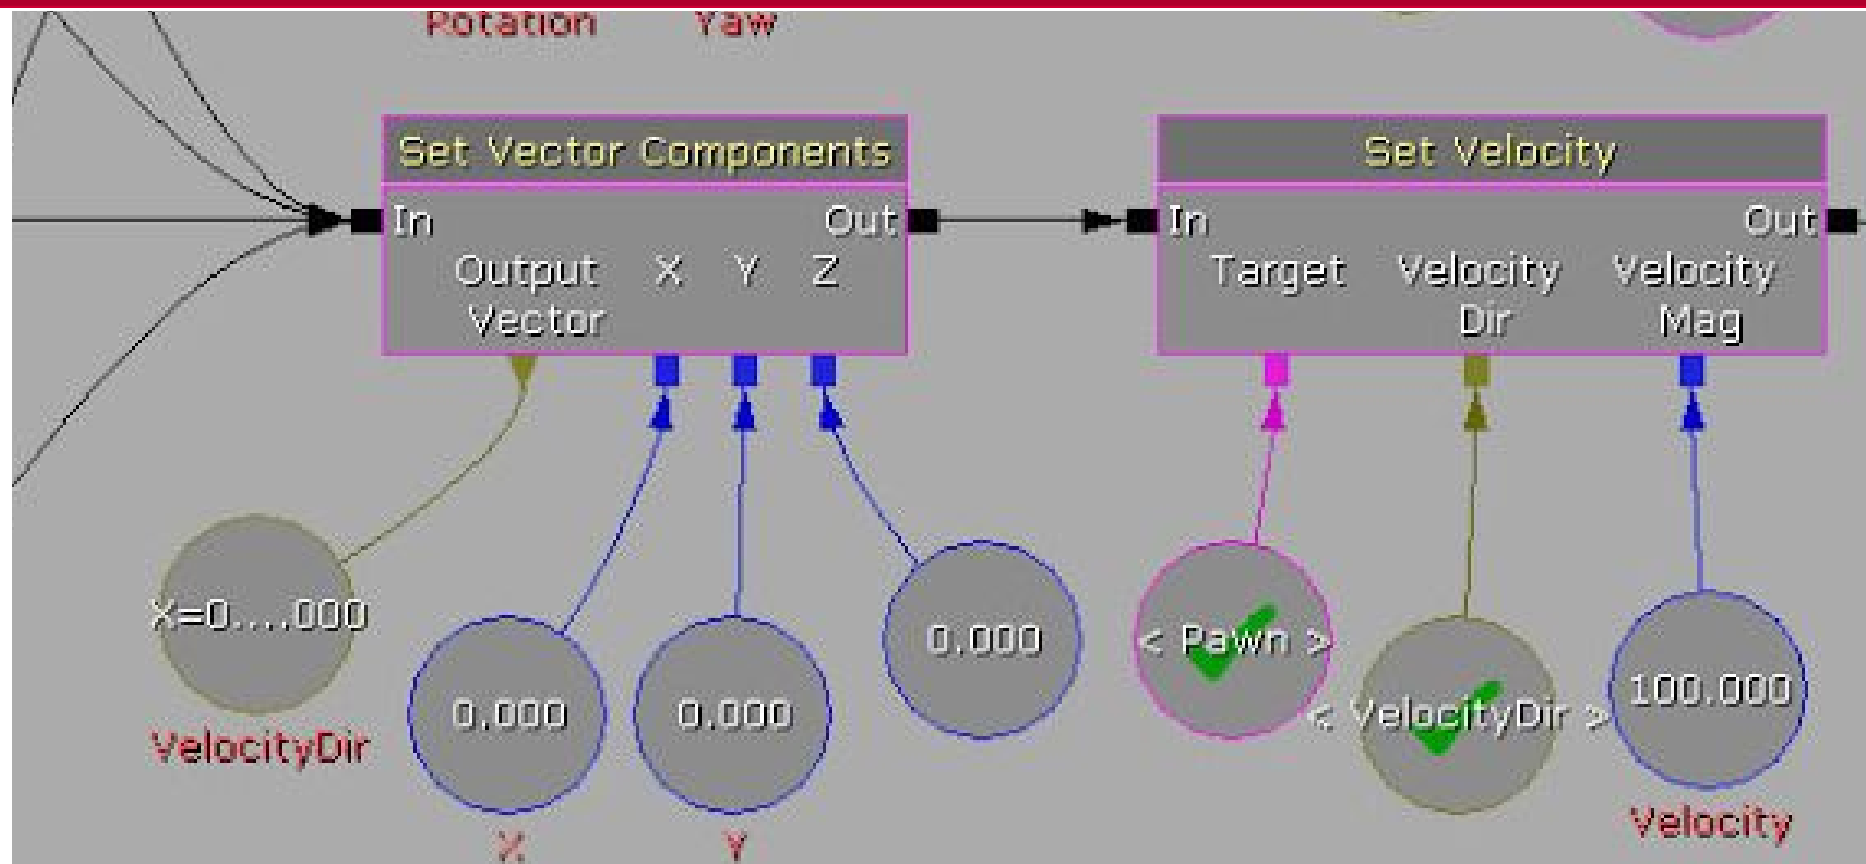 Rotation Yaw
Set Vector Components
In Out
Output X Y Z
Vector
X=0....000
VelocityDir
0.000
X
0.000
Y
0.000
Set Velocity
In Out
Target Velocity Velocity
Dir Mag
< Pawn >
< VelocityDir >
100.000
Velocity